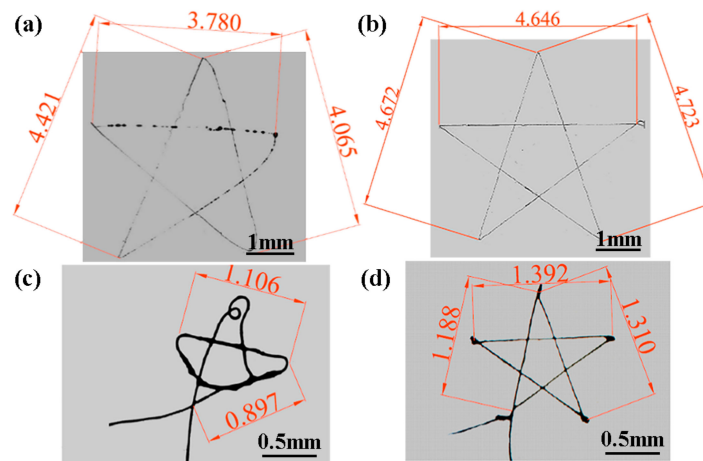 (a)
3.780
4.421
4.065
1mm
(b)
4.646
4.672
4.723
1mm
(c)
1.106
0.897
0.5mm
(d)
1.392
1.188
1.310
0.5mm